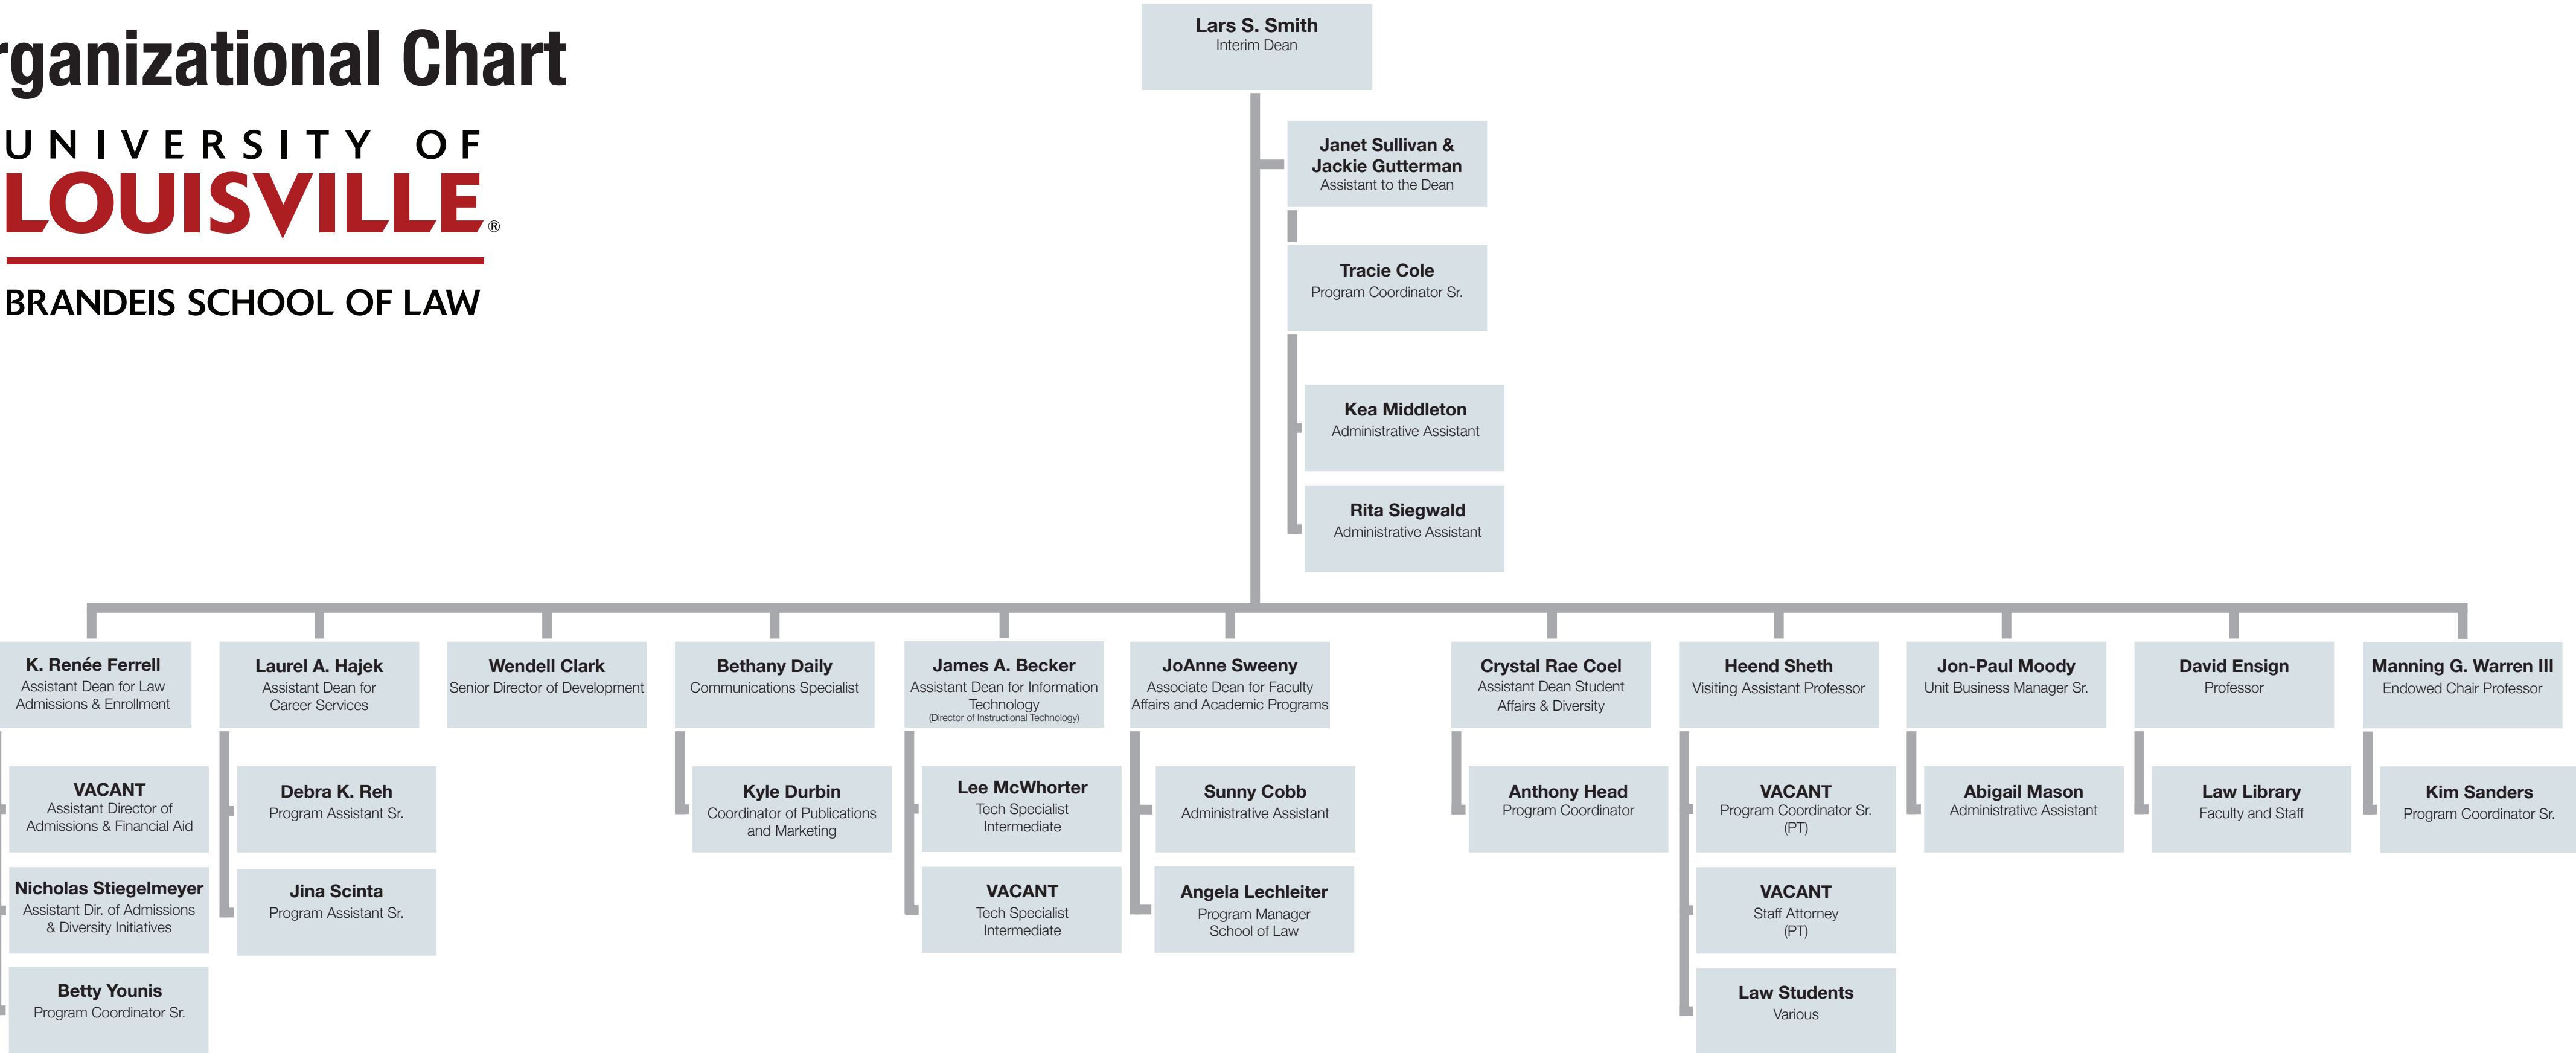 rganizational Chart
UNIVERSITY OF
LOUISVILLE®
BRANDEIS SCHOOL OF LAW
Lars S. Smith
Interim Dean
Janet Sullivan &
Jackie Gutterman
Assistant to the Dean
Tracie Cole
Program Coordinator Sr.
Kea Middleton
Administrative Assistant
Rita Siegwald
Administrative Assistant
K. Renée Ferrell
Assistant Dean for Law
Admissions & Enrollment
VACANT
Assistant Director of
Admissions & Financial Aid
Nicholas Stiegelmeyer
Assistant Dir. of Admissions
& Diversity Initiatives
Betty Younis
Program Coordinator Sr.
Laurel A. Hajek
Assistant Dean for
Career Services
Debra K. Reh
Program Assistant Sr.
Jina Scinta
Program Assistant Sr.
Wendell Clark
Senior Director of Development
Bethany Daily
Communications Specialist
Kyle Durbin
Coordinator of Publications
and Marketing
James A. Becker
Assistant Dean for Information
Technology
(Director of Instructional Technology)
Lee McWhorter
Tech Specialist
Intermediate
VACANT
Tech Specialist
Intermediate
JoAnne Sweeny
Associate Dean for Faculty
Affairs and Academic Programs
Sunny Cobb
Administrative Assistant
Angela Lechleiter
Program Manager
School of Law
Crystal Rae Coel
Assistant Dean Student
Affairs & Diversity
Anthony Head
Program Coordinator
Heend Sheth
Visiting Assistant Professor
VACANT
Program Coordinator Sr.
(PT)
VACANT
Staff Attorney
(PT)
Law Students
Various
Jon-Paul Moody
Unit Business Manager Sr.
Abigail Mason
Administrative Assistant
David Ensign
Professor
Law Library
Faculty and Staff
Manning G. Warren III
Endowed Chair Professor
Kim Sanders
Program Coordinator Sr.